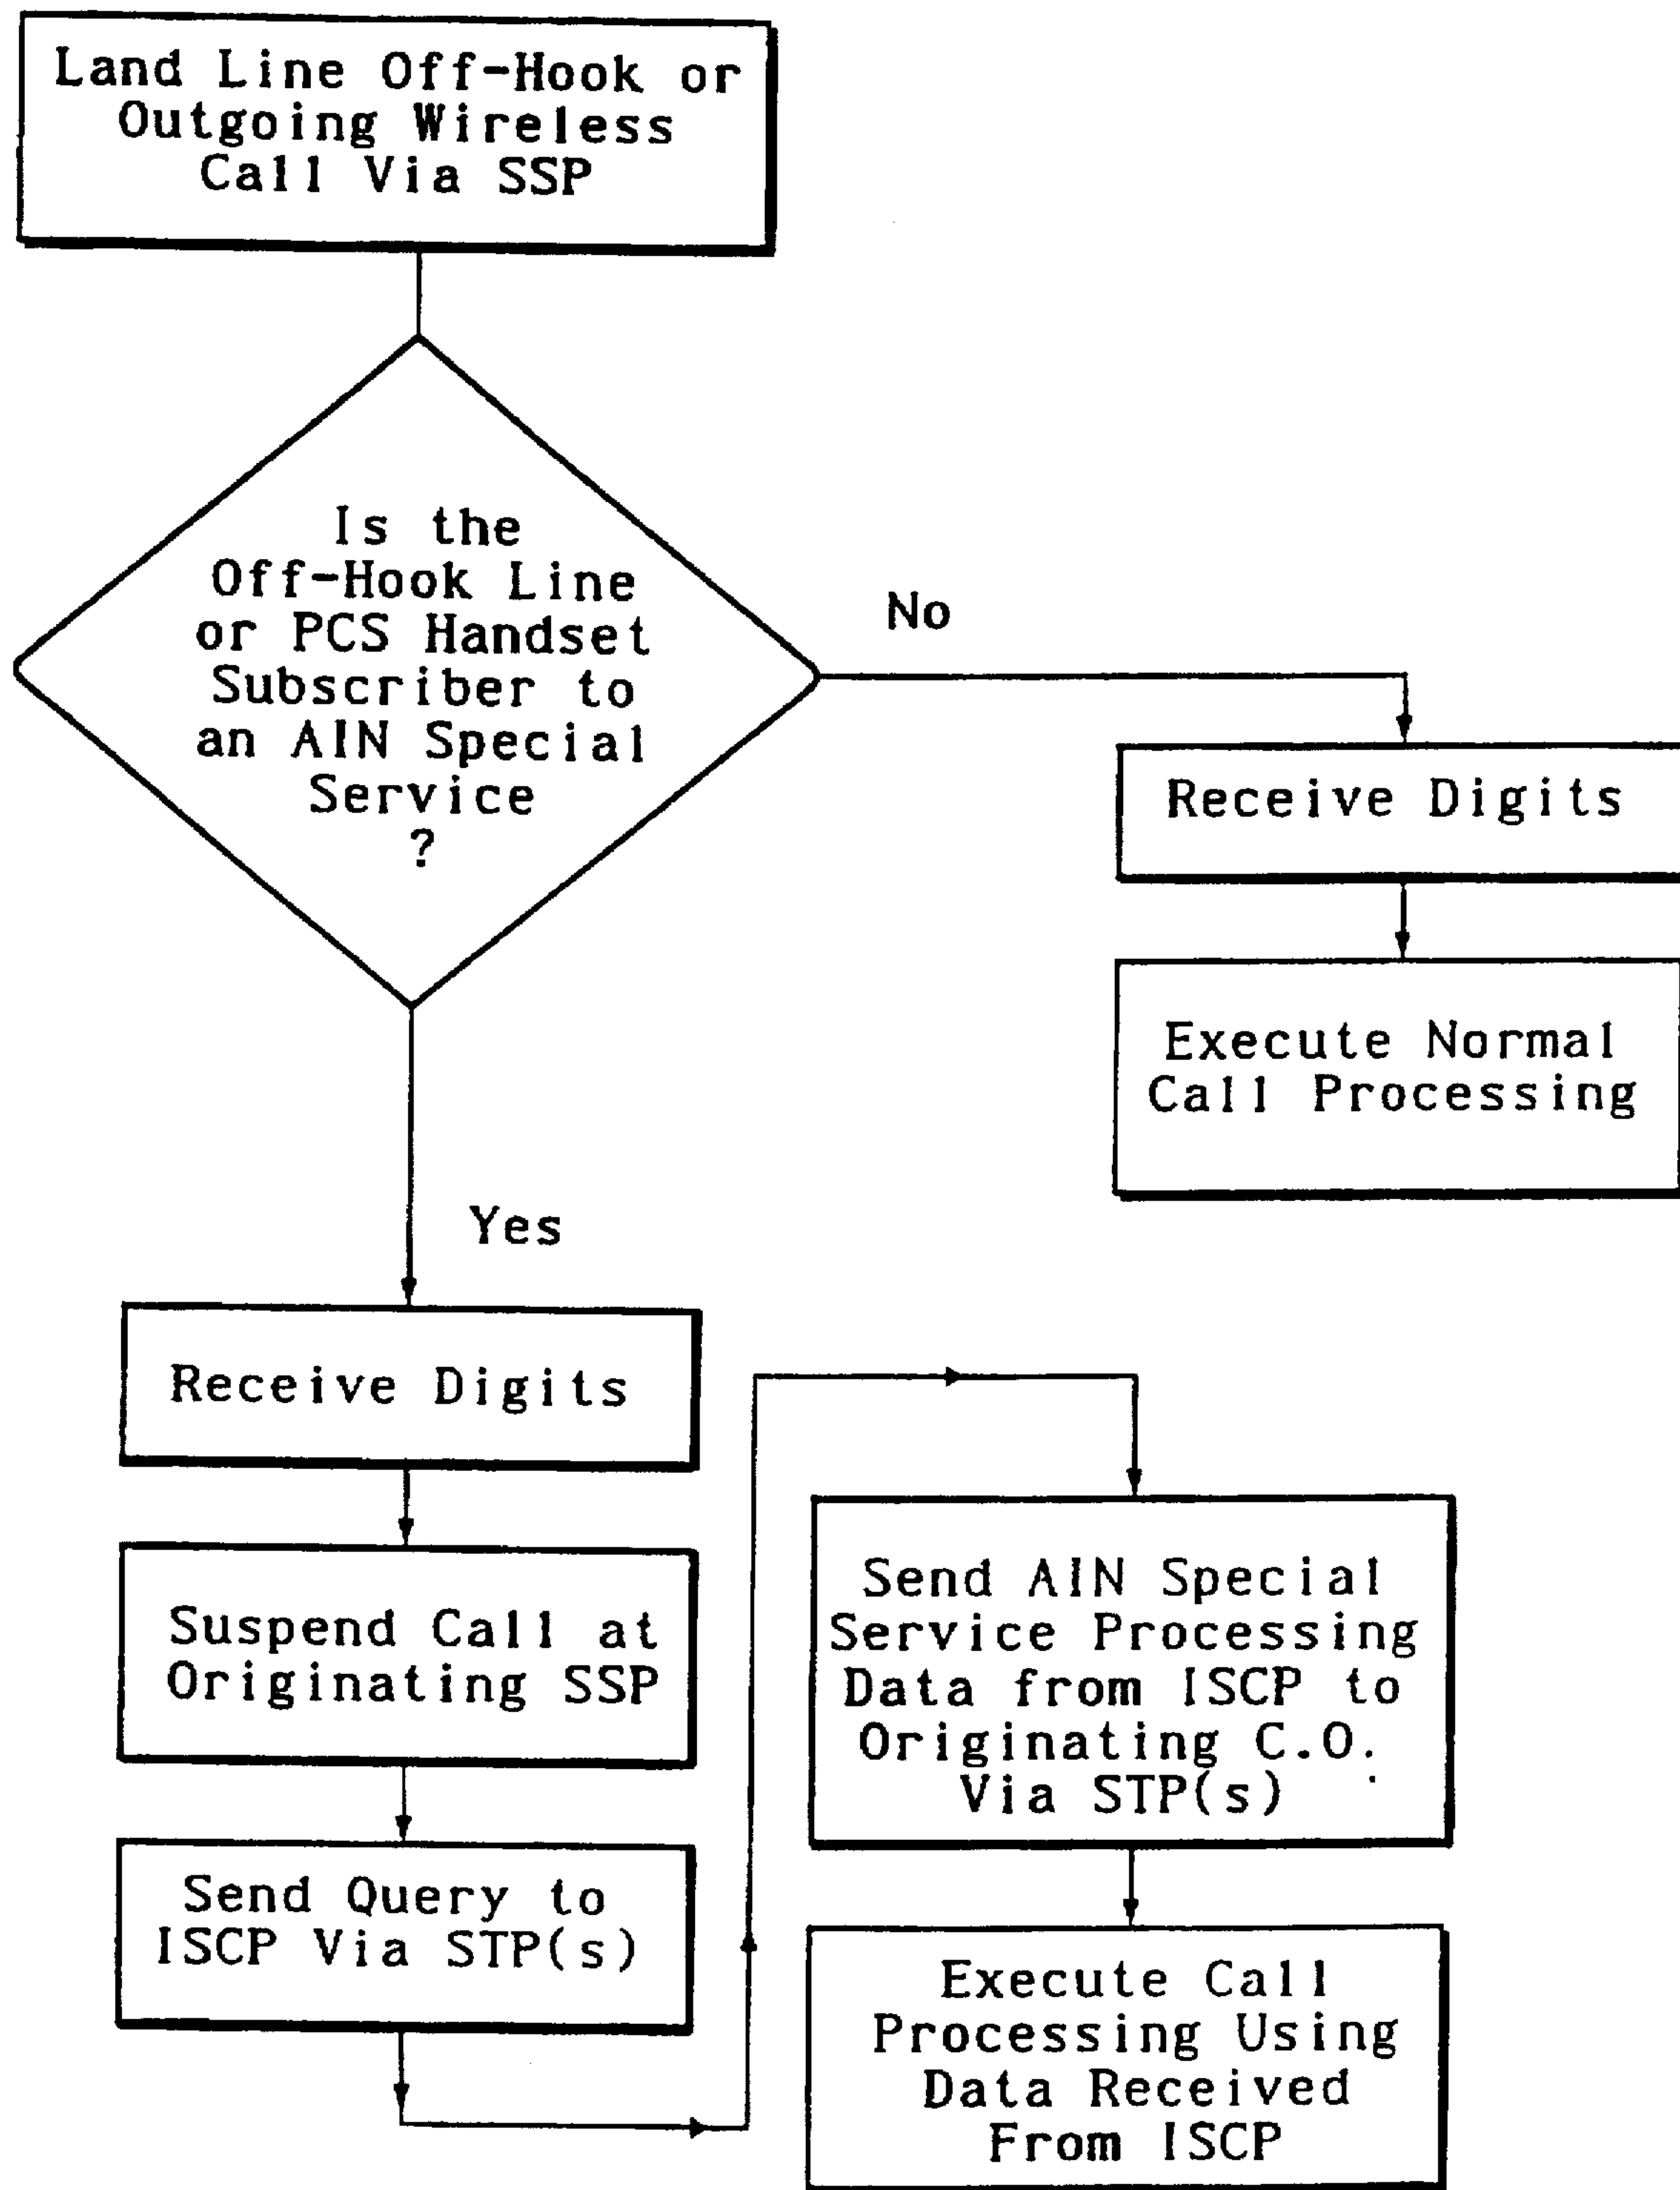 Land Line Off-Hook or
Outgoing Wireless
Call Via SSP
Is the
Off-Hook Line
or PCS Handset
Subscriber to
an AIN Special
Service
?
No
Receive Digits
Execute Normal
Call Processing
Yes
Receive Digits
Suspend Call at
Originating SSP
Send Query to
ISCP Via STP(s)
Send AIN Special
Service Processing
Data from ISCP to
Originating C.O.
Via STP(s)
Execute Call
Processing Using
Data Received
From ISCP